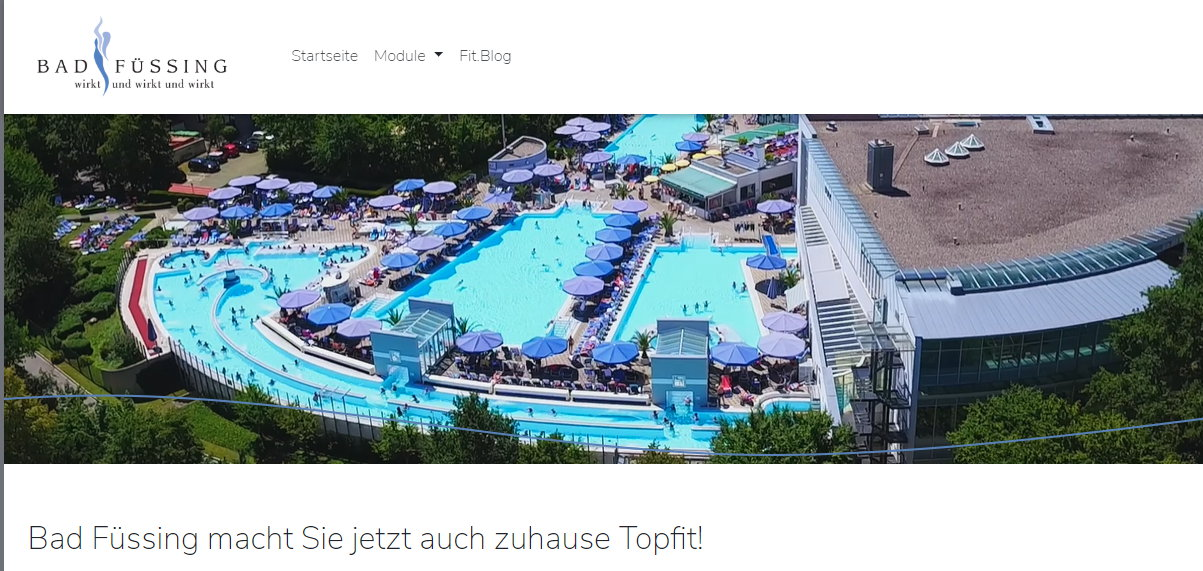 BAD FÜSSING
wirkt und wirkt und wirkt
Startseite Module Fit.Blog
Bad Füssing macht Sie jetzt auch zuhause Topfit!